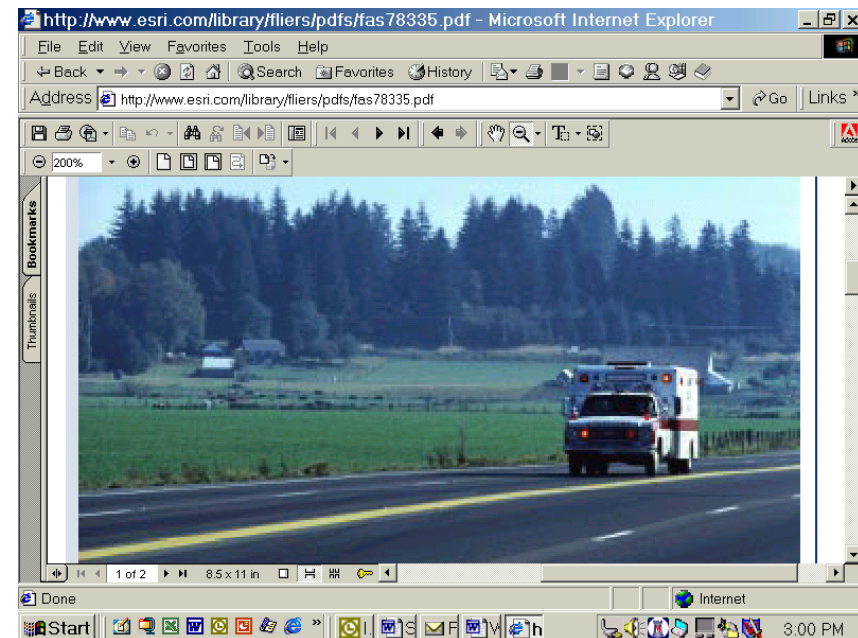 http://www.esri.com/library/fliers/pdfs/fas78335.pdf - Microsoft Internet Explorer
File Edit View Favorites Tools Help
Back Search Favorites History
Address http://www.esri.com/library/fliers/pdfs/fas78335.pdf Go Links »
200%
Bookmarks
Thumbnails
1 of 2 8.5 x 11 in
Done Internet
Start » I. S F V h 3:00 PM